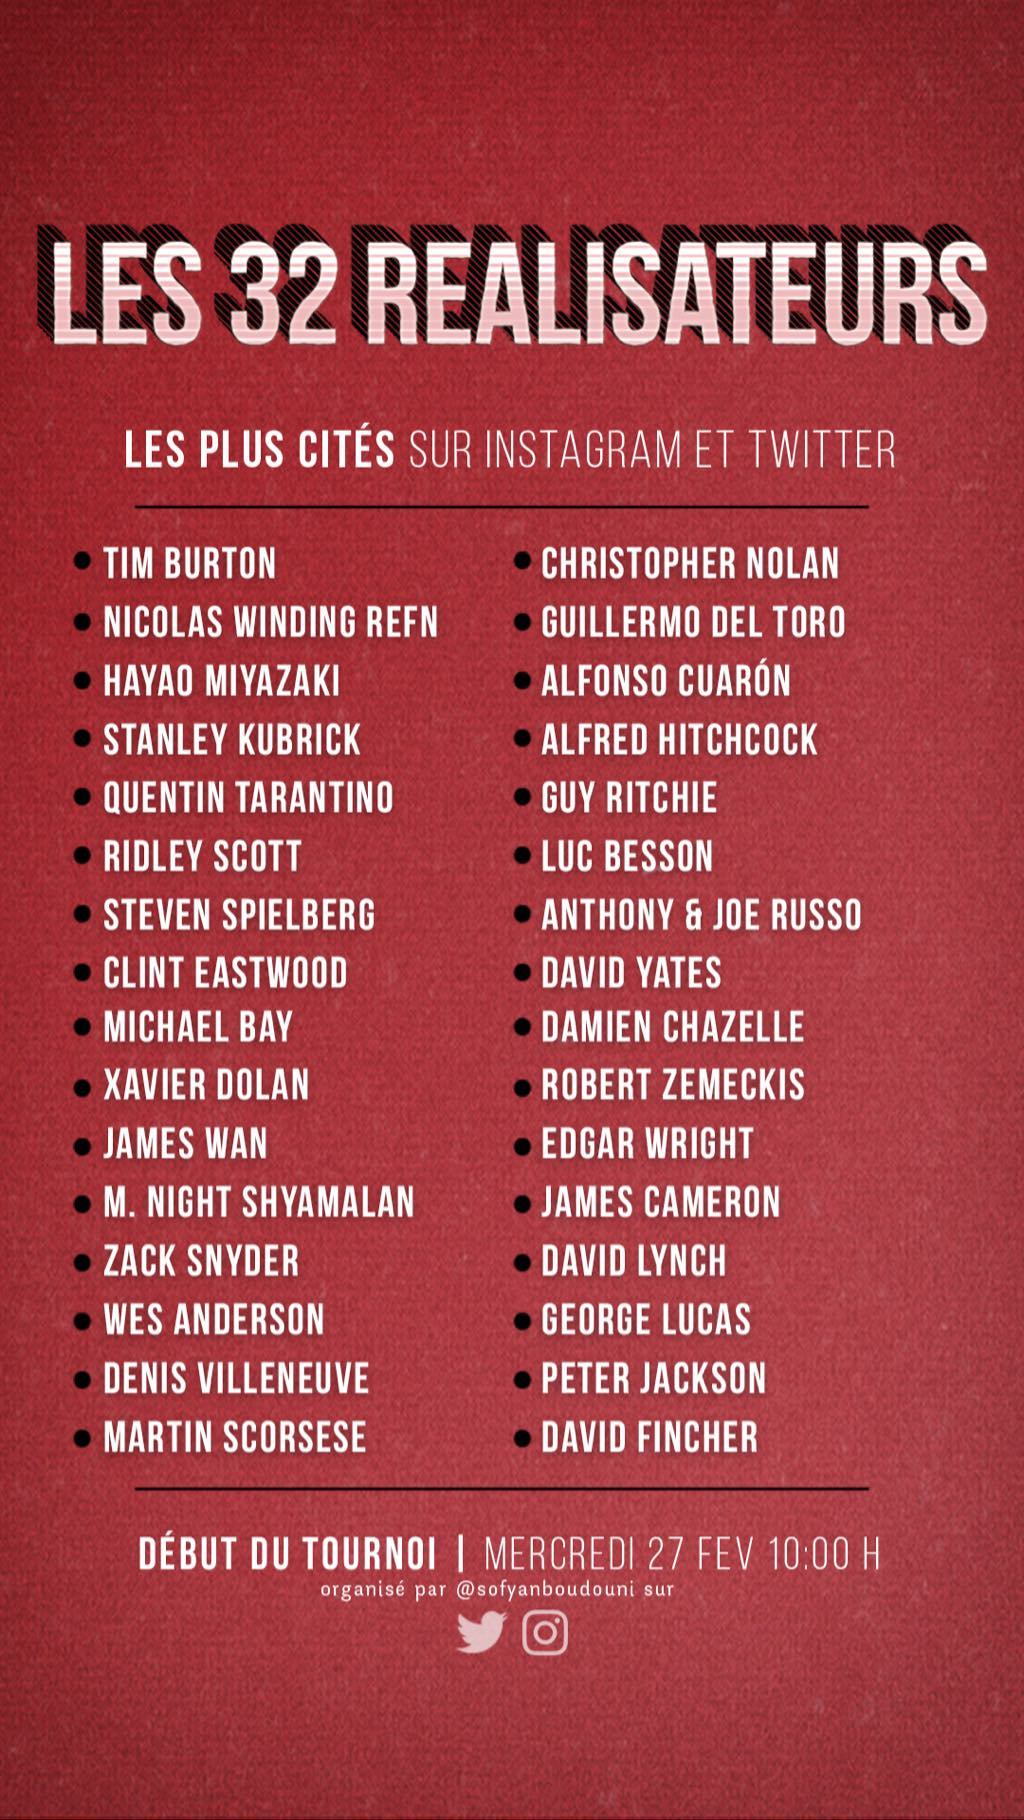 LES 32 REALISATEURS
LES PLUS CITÉS SUR INSTAGRAM ET TWITTER
TIM BURTON
NICOLAS WINDING REFN
HAYAO MIYAZAKI
STANLEY KUBRICK
QUENTIN TARANTINO
RIDLEY SCOTT
STEVEN SPIELBERG
CLINT EASTWOOD
MICHAEL BAY
XAVIER DOLAN
JAMES WAN
M. NIGHT SHYAMALAN
ZACK SNYDER
WES ANDERSON
DENIS VILLENEUVE
MARTIN SCORSESE
CHRISTOPHER NOLAN
GUILLERMO DEL TORO
ALFONSO CUARÓN
ALFRED HITCHCOCK
GUY RITCHIE
LUC BESSON
ANTHONY & JOE RUSSO
DAVID YATES
DAMIEN CHAZELLE
ROBERT ZEMECKIS
EDGAR WRIGHT
JAMES CAMERON
DAVID LYNCH
GEORGE LUCAS
PETER JACKSON
DAVID FINCHER
DÉBUT DU TOURNOI | MERCREDI 27 FEV 10:00 H
organisé par @sofyanboudouni sur